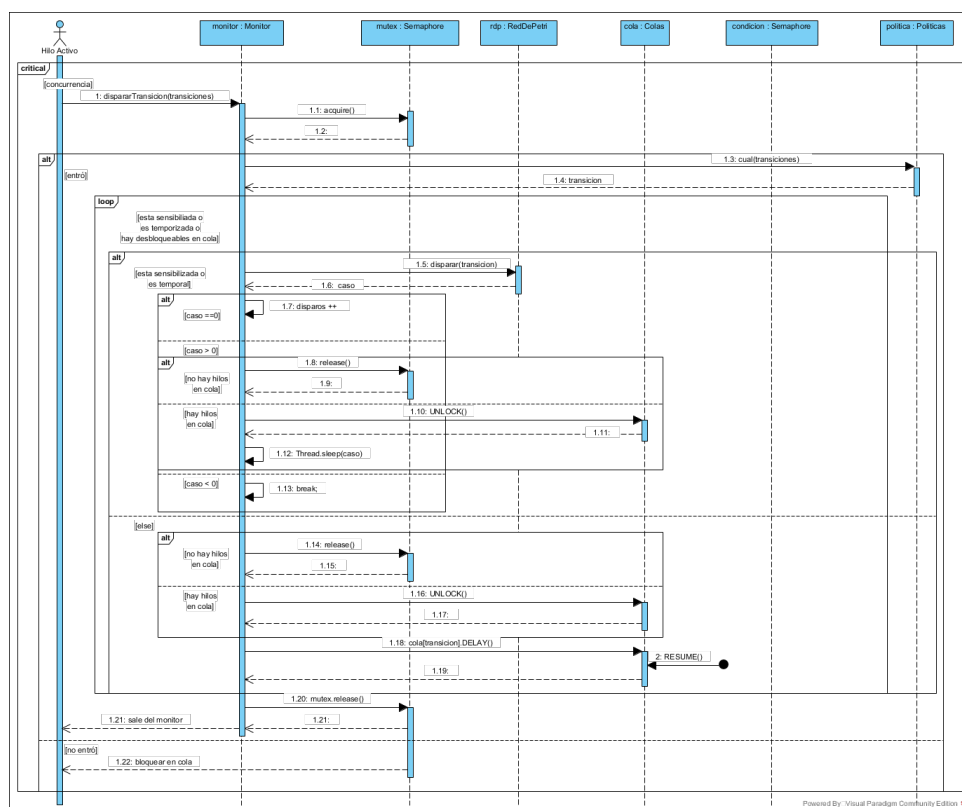 monitor : Monitor
mutex : Semaphore
rdp : RedDePetri
cola : Colas
condicion : Semaphore
politica : Politicas
Hilo Activo
critical
[concurrencia]
1: dispararTransicion(transiciones)
1.1: acquire()
1.2:
alt
1.3: cual(transiciones)
[entró]
1.4: transicion
loop
[esta sensibiliada o
es temporizada o
hay desbloqueables en cola]
alt
1.5: disparar(transicion)
[esta sensibilizada o
es temporal]
1.6: caso
alt
1.7: disparos ++
[caso ==0]
[caso > 0]
alt
1.8: release()
[no hay hilos
en cola]
1.9:
1.10: UNLOCK()
[hay hilos
en cola]
1.11:
1.12: Thread.sleep(caso)
[caso < 0]
1.13: break;
[else]
alt
1.14: release()
[no hay hilos
en cola]
1.15:
1.16: UNLOCK()
[hay hilos
en cola]
1.17:
1.18: cola[transicion].DELAY()
2: RESUME()
1.19:
1.20: mutex.release()
1.21: sale del monitor
1.21:
[no entró]
1.22: bloquear en cola
Powered By Visual Paradigm Community Edition